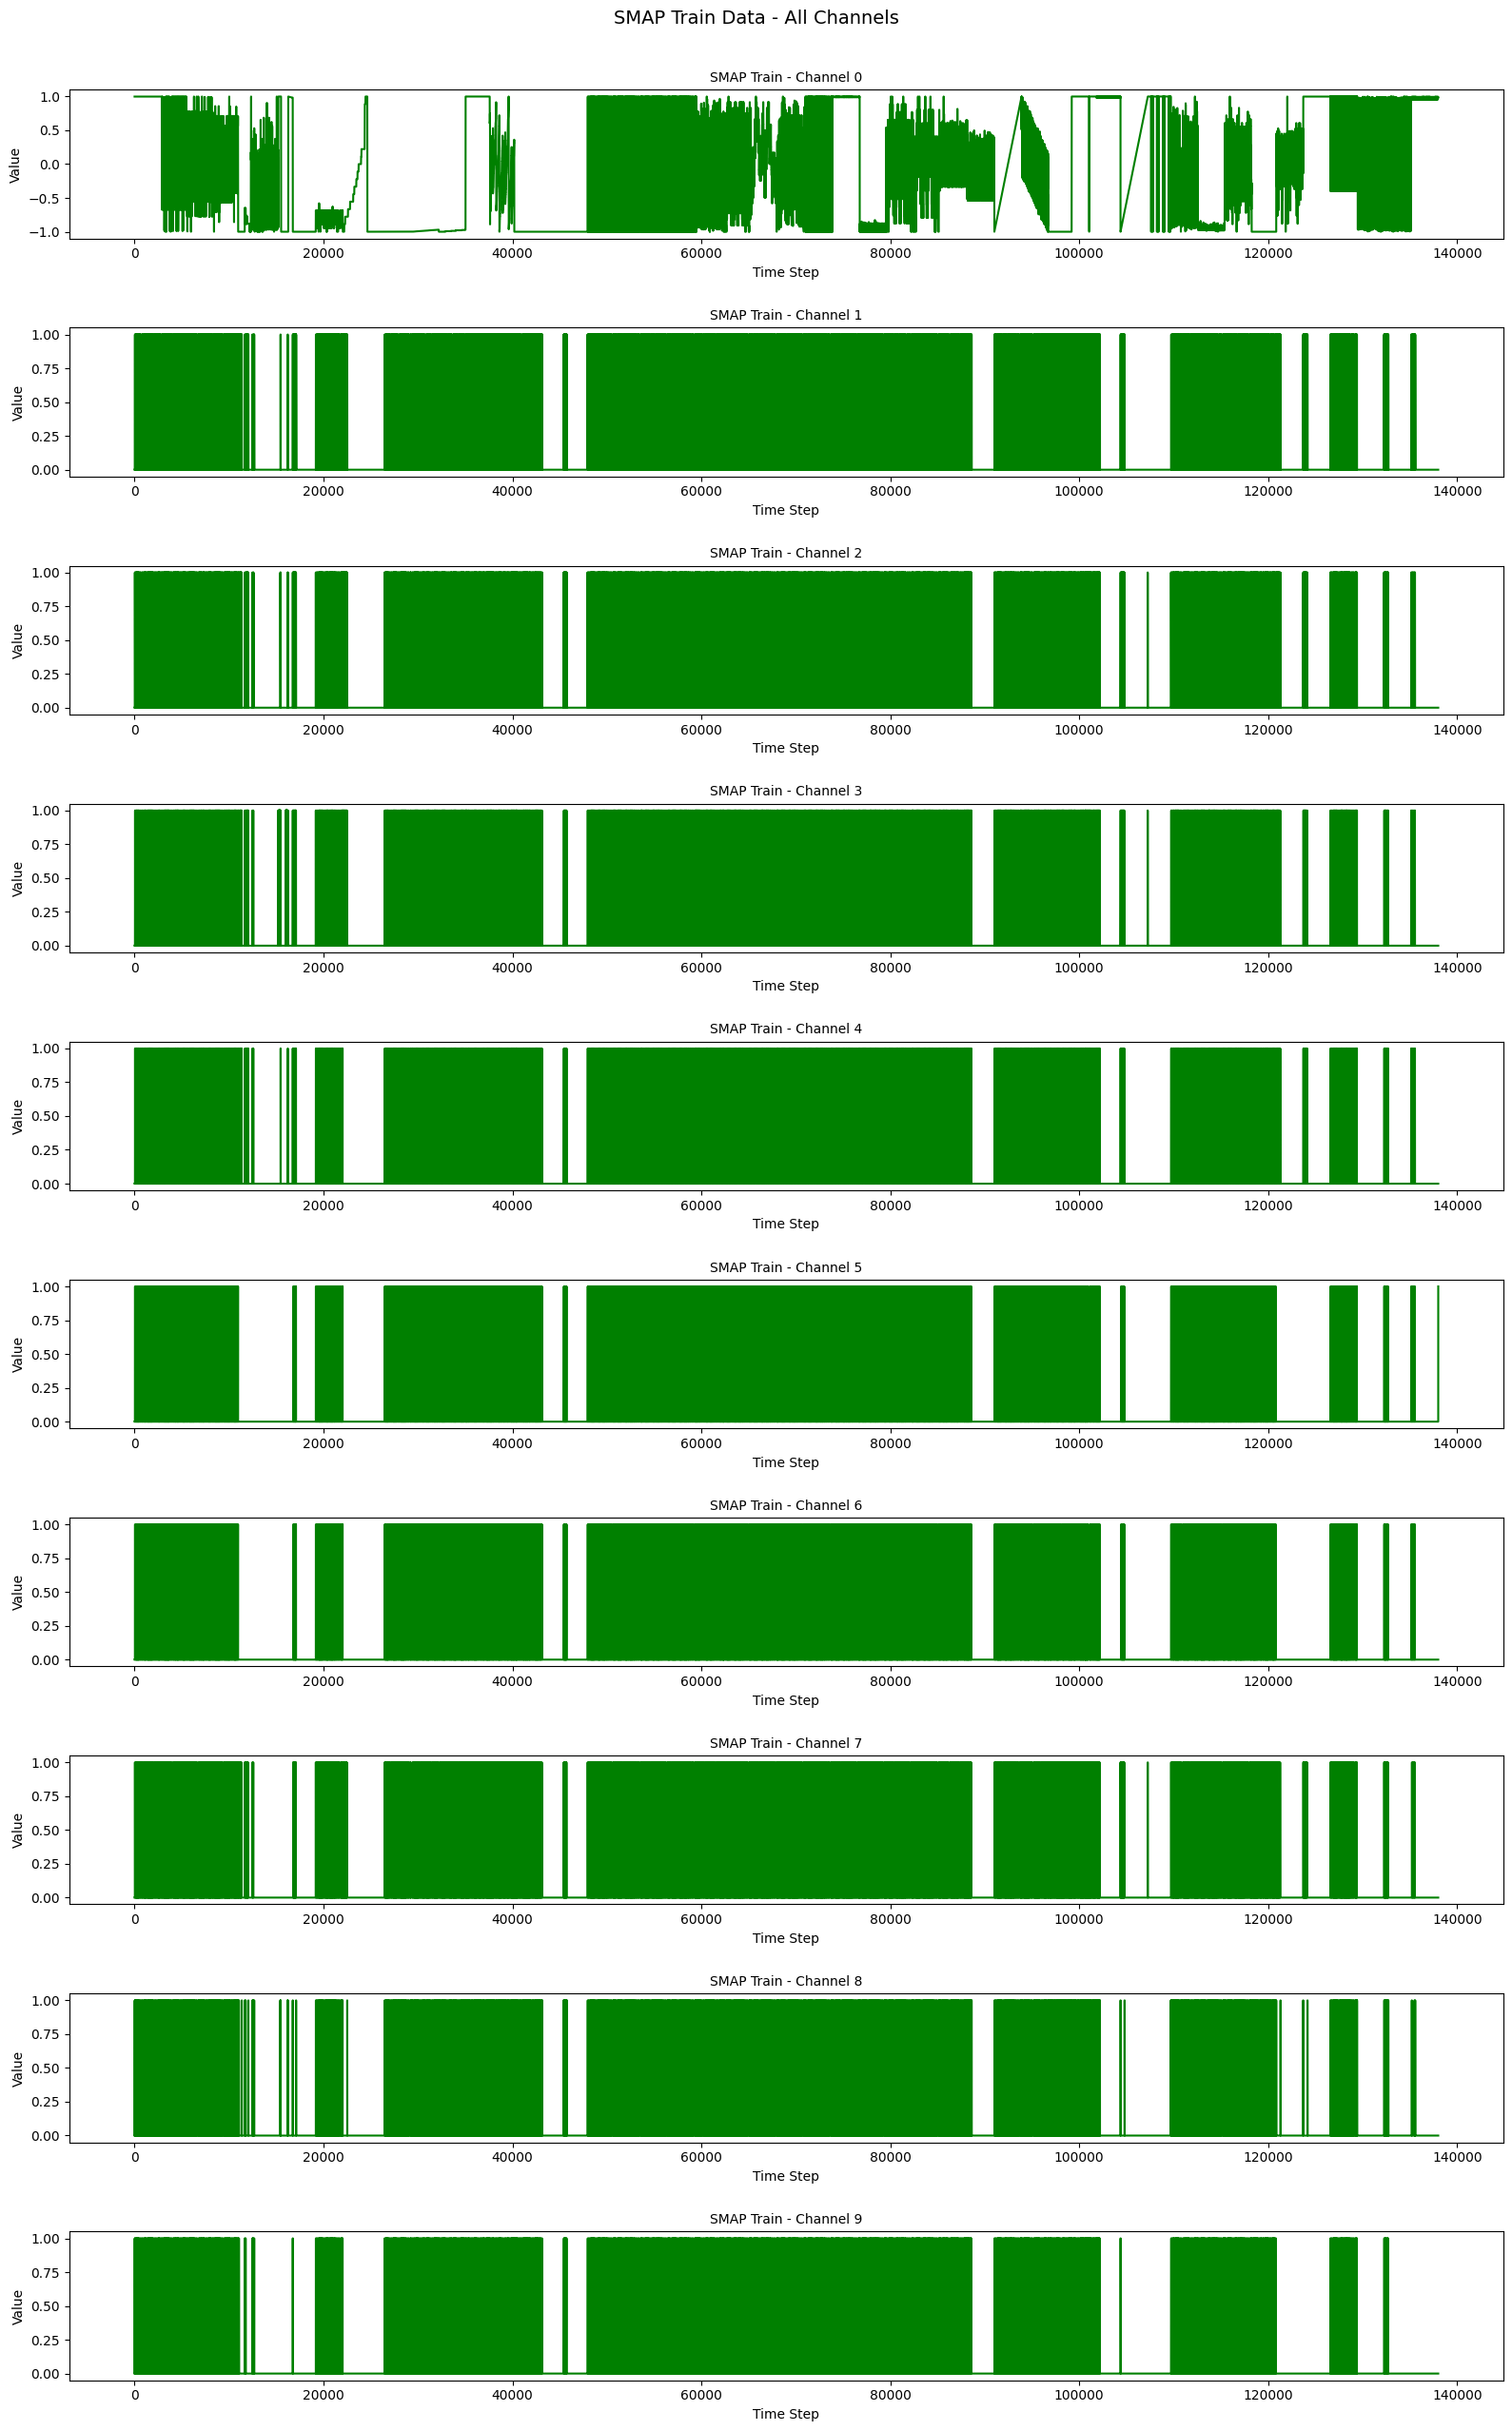 SMAP Train Data - All Channels
SMAP Train - Channel 0
1.0
0.5
0.0
−0.5
−1.0
Value
0 20000 40000 60000 80000 100000 120000 140000
Time Step
SMAP Train - Channel 1
1.00
0.75
0.50
0.25
0.00
Value
0 20000 40000 60000 80000 100000 120000 140000
Time Step
SMAP Train - Channel 2
1.00
0.75
0.50
0.25
0.00
Value
0 20000 40000 60000 80000 100000 120000 140000
Time Step
SMAP Train - Channel 3
1.00
0.75
0.50
0.25
0.00
Value
0 20000 40000 60000 80000 100000 120000 140000
Time Step
SMAP Train - Channel 4
1.00
0.75
0.50
0.25
0.00
Value
0 20000 40000 60000 80000 100000 120000 140000
Time Step
SMAP Train - Channel 5
1.00
0.75
0.50
0.25
0.00
Value
0 20000 40000 60000 80000 100000 120000 140000
Time Step
SMAP Train - Channel 6
1.00
0.75
0.50
0.25
0.00
Value
0 20000 40000 60000 80000 100000 120000 140000
Time Step
SMAP Train - Channel 7
1.00
0.75
0.50
0.25
0.00
Value
0 20000 40000 60000 80000 100000 120000 140000
Time Step
SMAP Train - Channel 8
1.00
0.75
0.50
0.25
0.00
Value
0 20000 40000 60000 80000 100000 120000 140000
Time Step
SMAP Train - Channel 9
1.00
0.75
0.50
0.25
0.00
Value
0 20000 40000 60000 80000 100000 120000 140000
Time Step